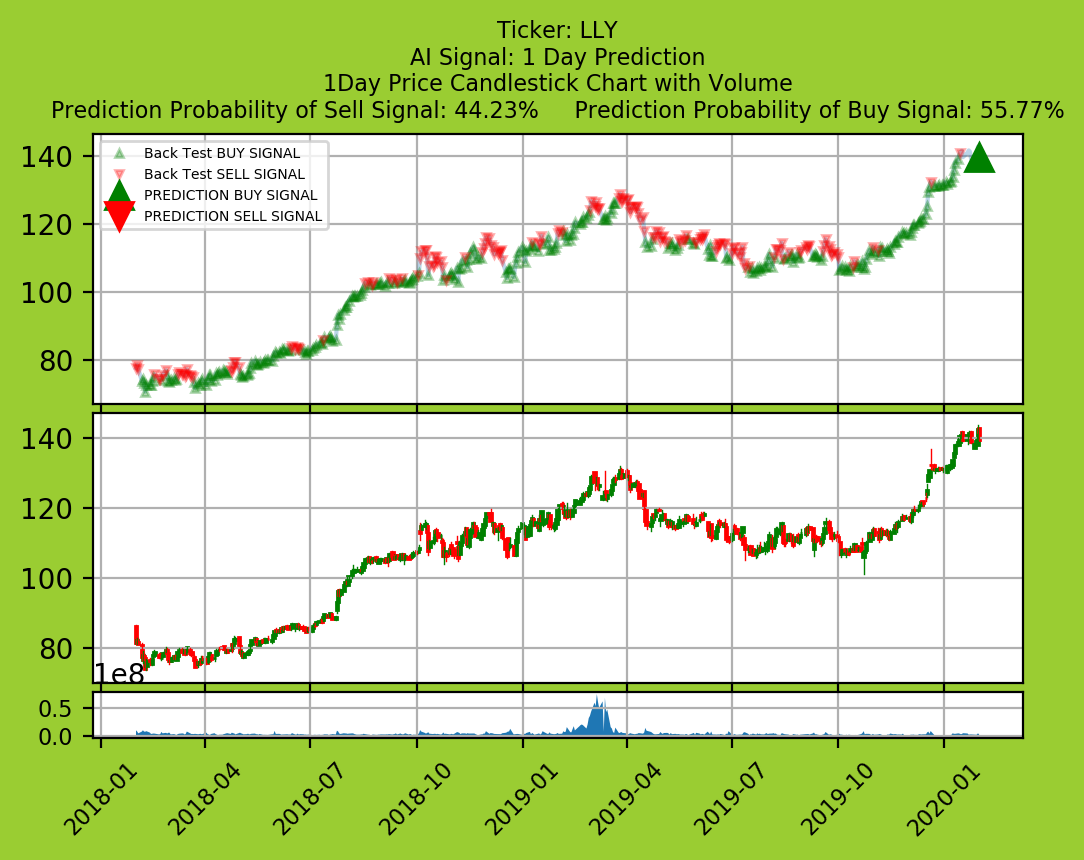 Ticker: LLY
AI Signal: 1 Day Prediction
1Day Price Candlestick Chart with Volume
Prediction Probability of Sell Signal: 44.23%     Prediction Probability of Buy Signal: 55.77%
Back Test BUY SIGNAL
Back Test SELL SIGNAL
PREDICTION BUY SIGNAL
PREDICTION SELL SIGNAL
140
120
100
80
140
120
100
80
1e8
0.5
0.0
2018-01 2018-04 2018-07 2018-10 2019-01 2019-04 2019-07 2019-10 2020-01